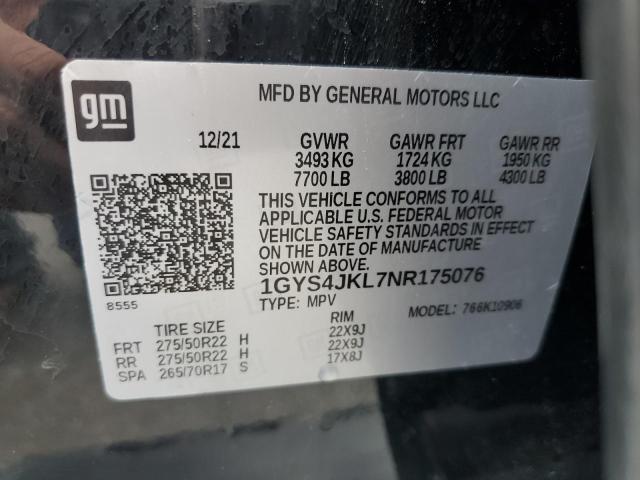 gm
MFD BY GENERAL MOTORS LLC
12/21 GVWR GAWR FRT GAWR RR
3493 KG 1724 KG 1950 KG
7700 LB 3800 LB 4300 LB
THIS VEHICLE CONFORMS TO ALL
APPLICABLE U.S. FEDERAL MOTOR
VEHICLE SAFETY STANDARDS IN EFFECT
ON THE DATE OF MANUFACTURE
SHOWN ABOVE.
1GYS4JKL7NR175076
8555
TYPE: MPV MODEL: 766K10906
TIRE SIZE RIM
FRT 275/50R22 H 22X9J
RR 275/50R22 H 22X9J
SPA 265/70R17 S 17X8J